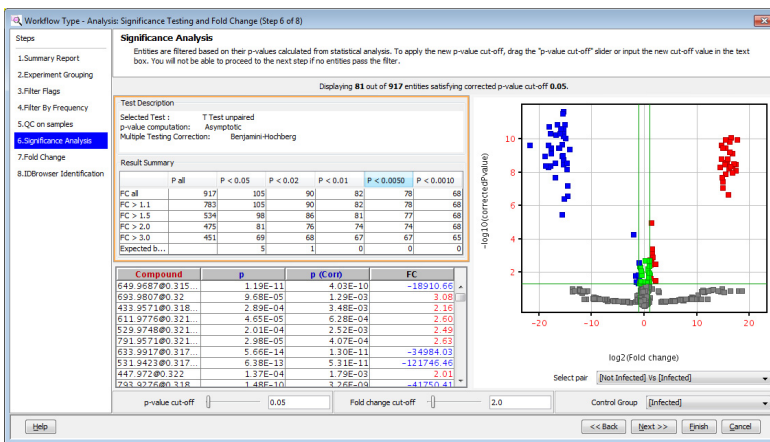 Workflow Type - Analysis: Significance Testing and Fold Change (Step 6 of 8)
Steps
1.Summary Report
2.Experiment Grouping
3.Filter Flags
4.Filter By Frequency
5.QC on samples
6.Significance Analysis
7.Fold Change
8.IDBrowser Identification
Significance Analysis
Entities are filtered based on their p-values calculated from statistical analysis. To apply the new p-value cut-off, drag the "p-value cut-off" slider or input the new cut-off value in the text
box. You will not be able to proceed to the next step if no entities pass the filter.
Displaying 81 out of 917 entities satisfying corrected p-value cut-off 0.05.
Test Description
Selected Test : T Test unpaired
p-value computation: Asymptotic
Multiple Testing Correction: Benjamini-Hochberg
Result Summary
P all P < 0.05 P < 0.02 P < 0.01 P < 0.0050 P < 0.0010
FC all 917 105 90 82 78 68
FC > 1.1 783 105 90 82 78 68
FC > 1.5 534 98 86 81 77 68
FC > 2.0 475 81 76 74 74 68
FC > 3.0 451 69 68 67 67 65
Expected b... 5 1 0 0 0
Compound p p (Corr) FC
649.9687@0.315... 1.19E-11 4.03E-10 -18910.66
693.9807@0.32 9.68E-05 1.29E-03 3.08
433.9571@0.318... 2.89E-04 3.48E-03 2.16
611.9776@0.321... 4.65E-05 6.28E-04 2.60
529.9748@0.321... 2.01E-04 2.52E-03 2.49
791.9571@0.321... 2.98E-05 4.07E-04 2.63
633.9917@0.317... 5.66E-14 1.30E-11 -34984.03
531.9423@0.317... 6.38E-13 5.31E-11 -121746.46
447.972@0.322 1.37E-04 1.79E-03 2.01
793.9276@0.318 1.48E-10 3.26E-09 -41750.41
-log10(correctedPvalue)
10
8
6
4
2
-20 -10 0 10 20
log2(Fold change)
Select pair [Not Infected] Vs [Infected]
p-value cut-off 0.05 Fold change cut-off 2.0 Control Group [Infected]
Help << Back Next >> Finish Cancel